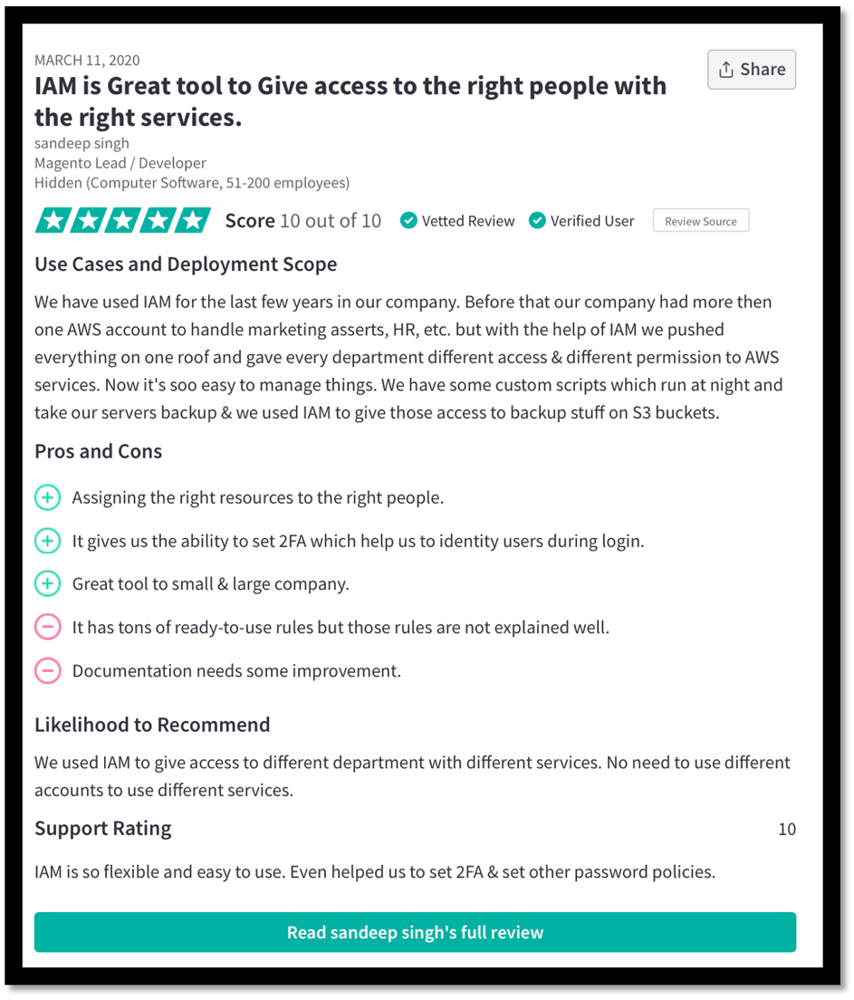 MARCH 11, 2020
Share
IAM is Great tool to Give access to the right people with
the right services.
sandeep singh
Magento Lead / Developer
Hidden (Computer Software, 51-200 employees)
Score 10 out of 10
Vetted Review
Verified User
Review Source
Use Cases and Deployment Scope
We have used IAM for the last few years in our company. Before that our company had more then
one AWS account to handle marketing asserts, HR, etc. but with the help of IAM we pushed
everything on one roof and gave every department different access & different permission to AWS
services. Now it's soo easy to manage things. We have some custom scripts which run at night and
take our servers backup & we used IAM to give those access to backup stuff on S3 buckets.
Pros and Cons
Assigning the right resources to the right people.
It gives us the ability to set 2FA which help us to identity users during login.
Great tool to small & large company.
It has tons of ready-to-use rules but those rules are not explained well.
Documentation needs some improvement.
Likelihood to Recommend
We used IAM to give access to different department with different services. No need to use different
accounts to use different services.
Support Rating
10
IAM is so flexible and easy to use. Even helped us to set 2FA & set other password policies.
Read sandeep singh's full review